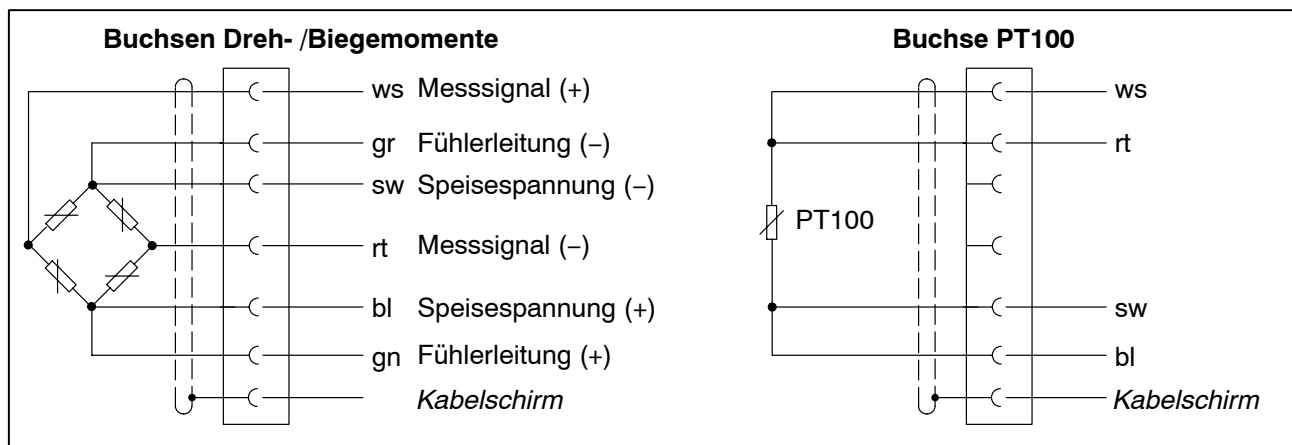 Buchsen Dreh- /Biegemomente
ws Messsignal (+)
gr Fühlerleitung (−)
sw Speisespannung (−)
rt Messsignal (−)
bl Speisespannung (+)
gn Fühlerleitung (+)
Kabelschirm
Buchse PT100
ws
rt
PT100
sw
bl
Kabelschirm